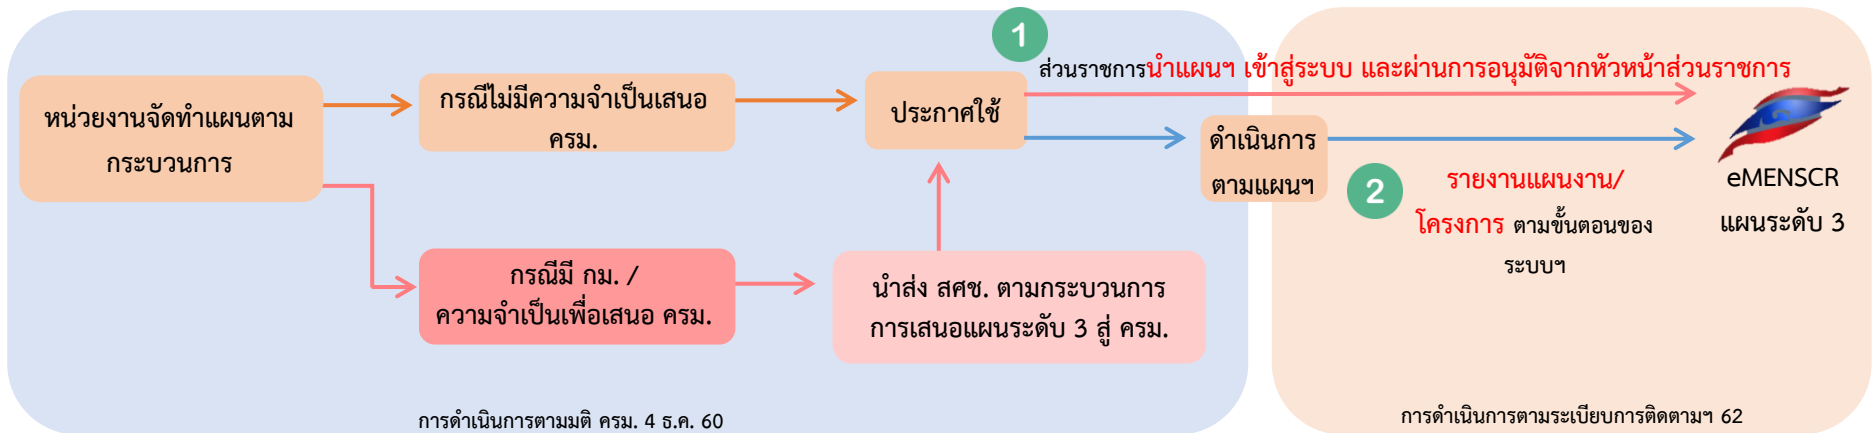 หน่วยงานจัดทำแผนตาม
กระบวนการ
กรณีไม่มีความจำเป็นเสนอ
ครม.
กรณีมี กม. /
ความจำเป็นเพื่อเสนอ ครม.
นำส่ง สศช. ตามกระบวนการ
การเสนอแผนระดับ 3 สู่ ครม.
ประกาศใช้
1
ส่วนราชการนำแผนฯ เข้าสู่ระบบ และผ่านการอนุมัติจากหัวหน้าส่วนราชการ
ดำเนินการ
ตามแผนฯ
2
รายงานแผนงาน/
โครงการ ตามขั้นตอนของ
ระบบฯ
eMENSCR
แผนระดับ 3
การดำเนินการตามมติ ครม. 4 ธ.ค. 60
การดำเนินการตามระเบียบการติดตามฯ 62